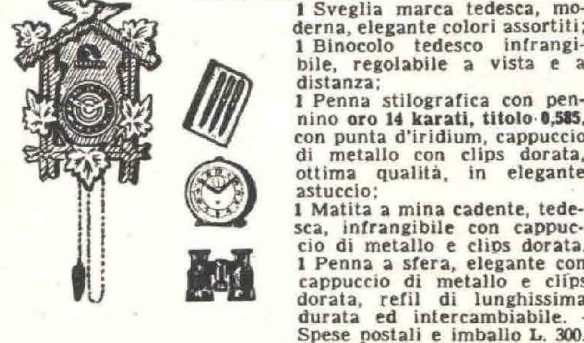 1 Sveglia marca tedesca, mo-
derna, elegante colori assortiti;
1 Binocolo tedesco infrangi-
bile, regolabile a vista e a
distanza;
1 Penna stilografica con pen-
nino oro 14 karati, titolo 0,585,
con punta d'iridium, cappuccio
di metallo con clips dorata,
ottima qualità, in elegante
astuccio;
1 Matita a mina cadente, tede-
sca, infrangibile con cappuc-
cio di metallo e clips dorata.
1 Penna a sfera, elegante con
cappuccio di metallo e clips
dorata, refil di lunghissima
durata ed intercambiabile. -
Spese postali e imballo L. 300.